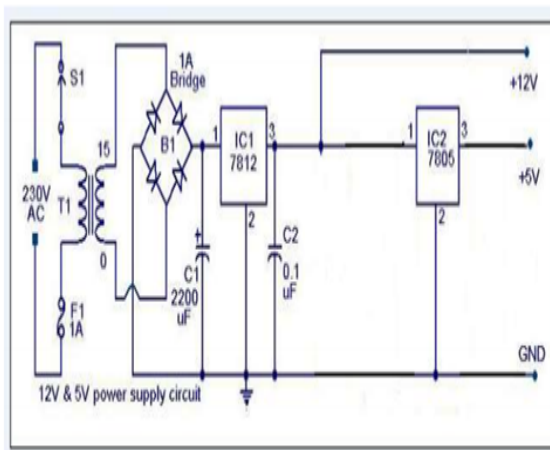 1A
Bridge
S1
+12V
15
1
IC1
7812
3
1
IC2
7805
3
B1
+5V
230V
AC
T1
2
2
+
C2
0
C1
2200
uF
0.1
uF
F1
1A
GND
12V & 5V power supply circuit